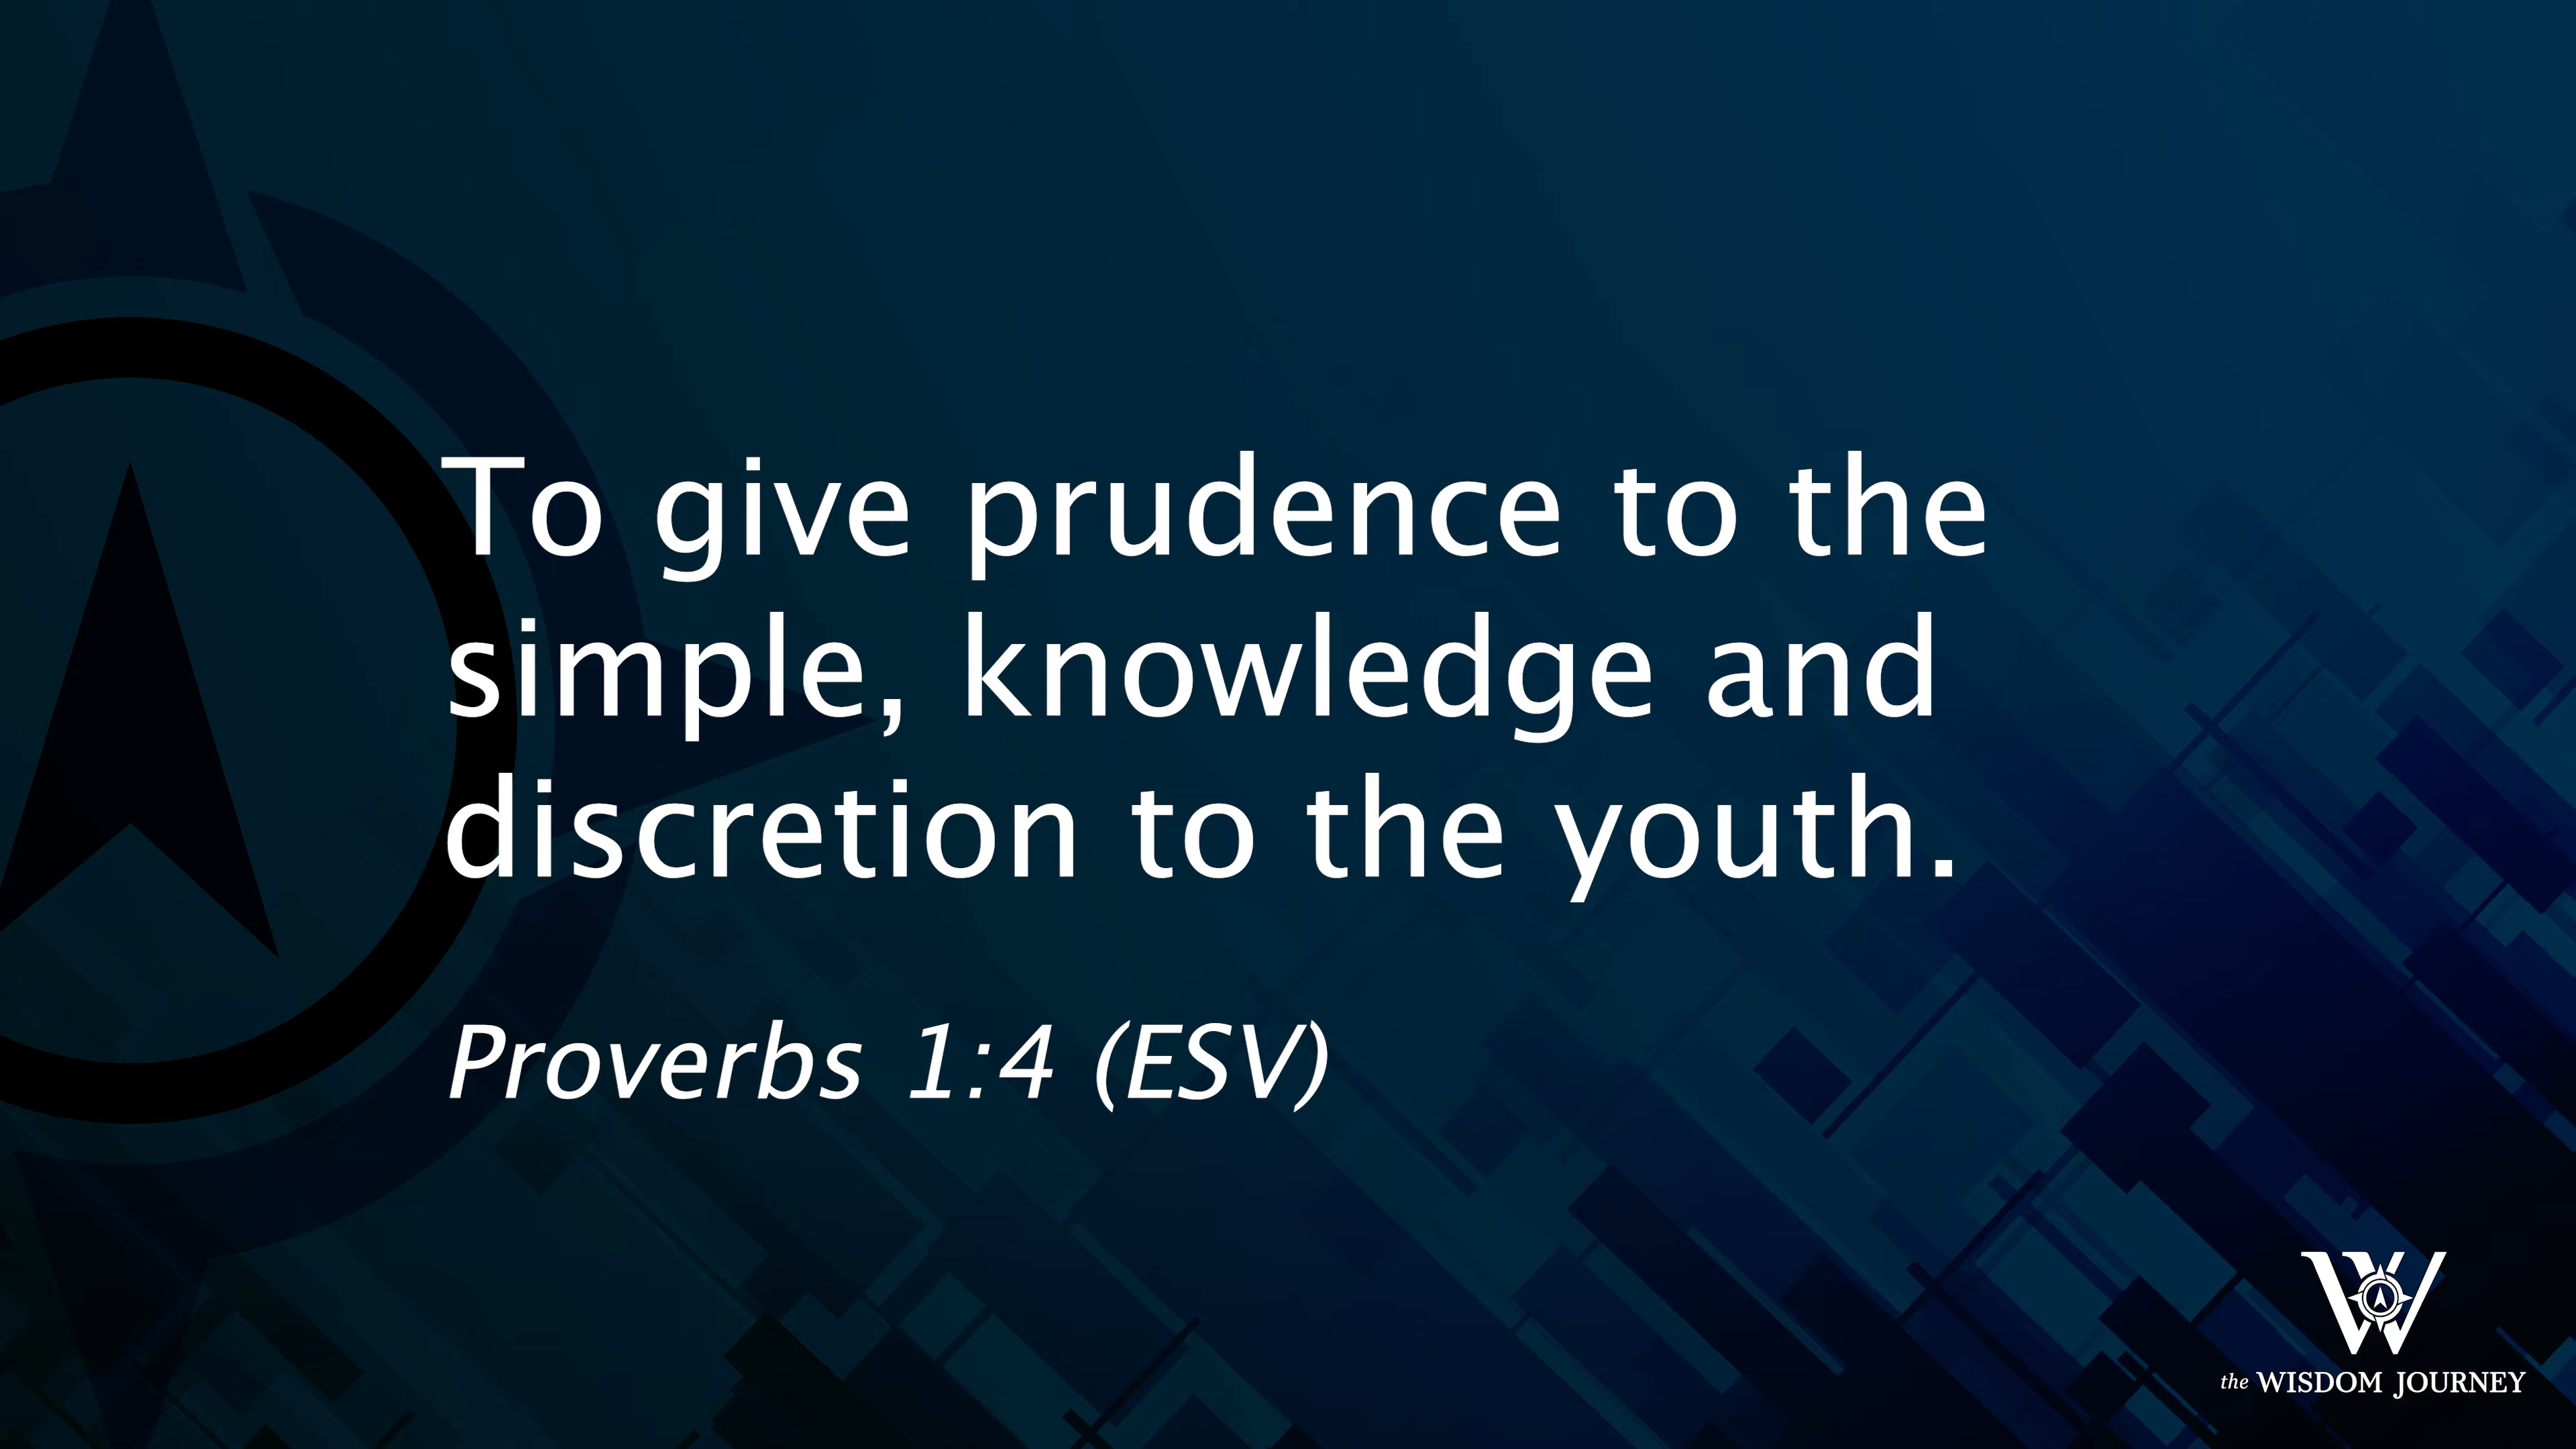 To give prudence to the
simple, knowledge and
discretion to the youth.
Proverbs 1:4 (ESV)
W
the WISDOM JOURNEY